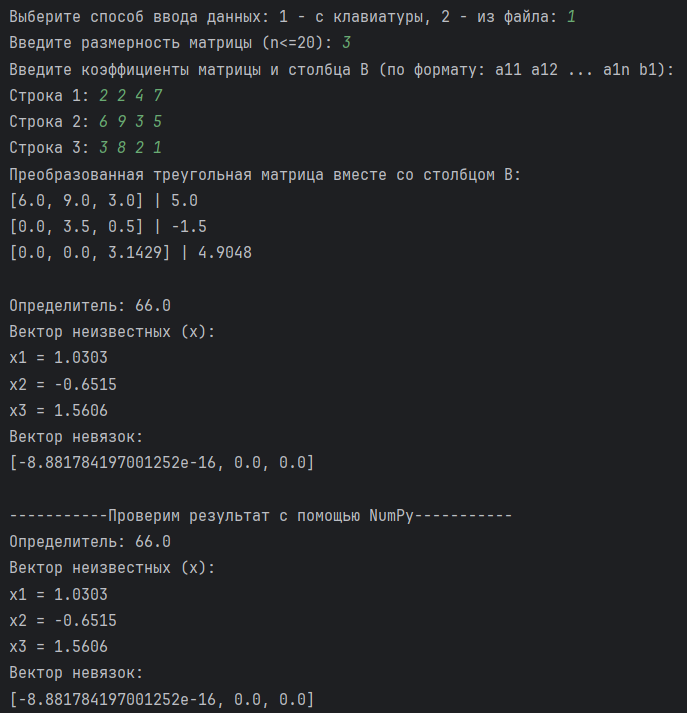 Выберите способ ввода данных: 1 - с клавиатуры, 2 - из файла: 1
Введите размерность матрицы (n<=20): 3
Введите коэффициенты матрицы и столбца B (по формату: a11 a12 ... a1n b1):
Строка 1: 2 2 4 7
Строка 2: 6 9 3 5
Строка 3: 3 8 2 1
Преобразованная треугольная матрица вместе со столбцом B:
[6.0, 9.0, 3.0] | 5.0
[0.0, 3.5, 0.5] | -1.5
[0.0, 0.0, 3.1429] | 4.9048
Определитель: 66.0
Вектор неизвестных (x):
x1 = 1.0303
x2 = -0.6515
x3 = 1.5606
Вектор невязок:
[-8.881784197001252e-16, 0.0, 0.0]
-----------Проверим результат с помощью NumPy-----------
Определитель: 66.0
Вектор неизвестных (x):
x1 = 1.0303
x2 = -0.6515
x3 = 1.5606
Вектор невязок:
[-8.881784197001252e-16, 0.0, 0.0]